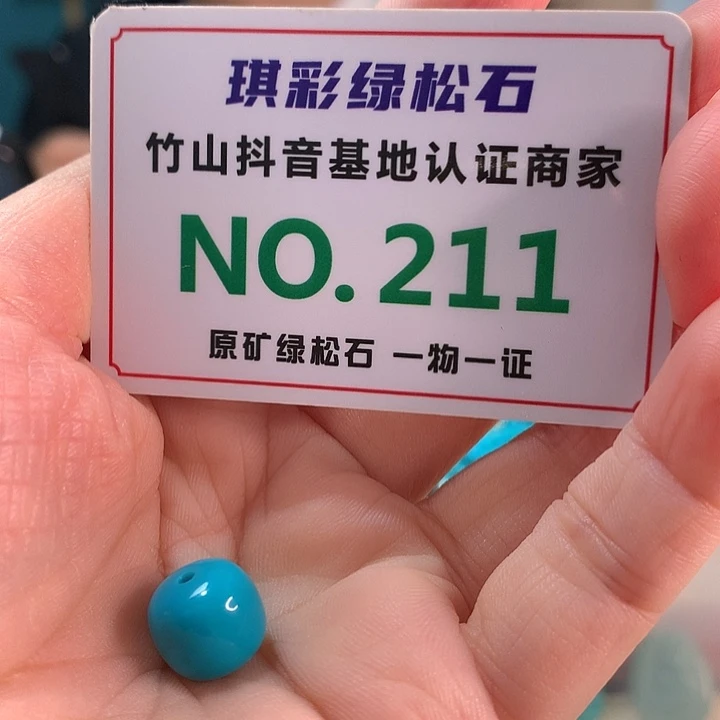 琪彩绿松石
竹山抖音基地认证商家
NO.211
原矿绿松石 一物一证